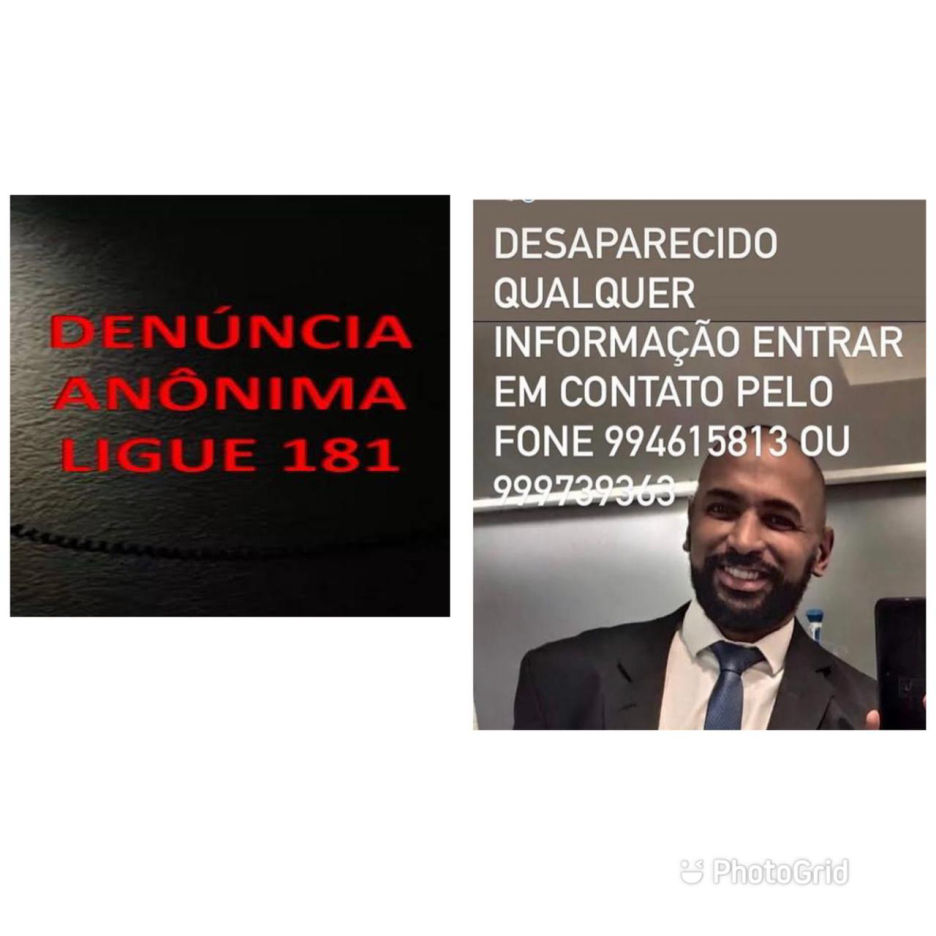 DENÚNCIA
ANÔNIMA
LIGUE 181
DESAPARECIDO
QUALQUER
INFORMAÇÃO ENTRAR
EM CONTATO PELO
FONE 994615813 OU
999739363
PhotoGrid